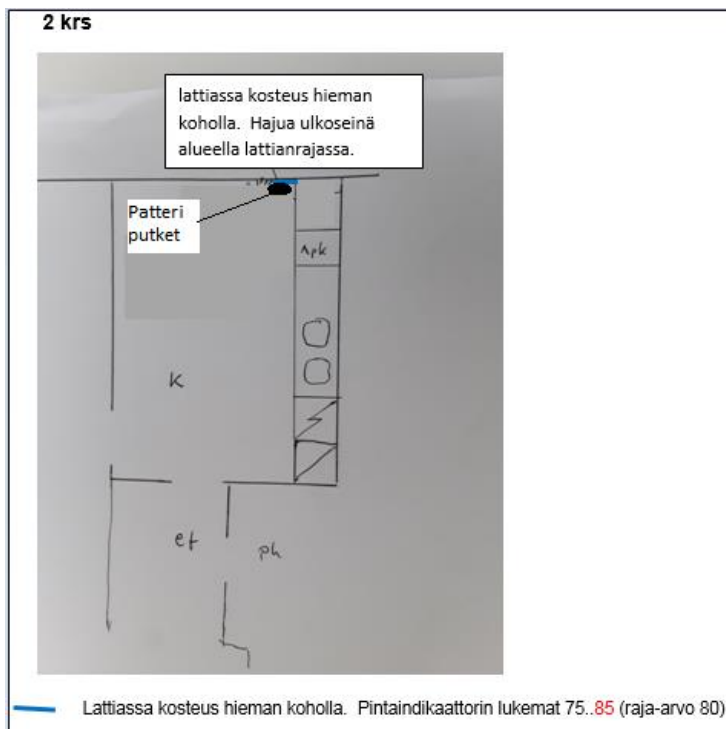 2 krs
lattiassa kosteus hieman
koholla. Hajua ulkoseinä
alueella lattianrajassa.
Patteri
putket
Apk
K
et
ph
Lattiassa kosteus hieman koholla. Pintaindikaattorin lukemat 75..85 (raja-arvo 80)